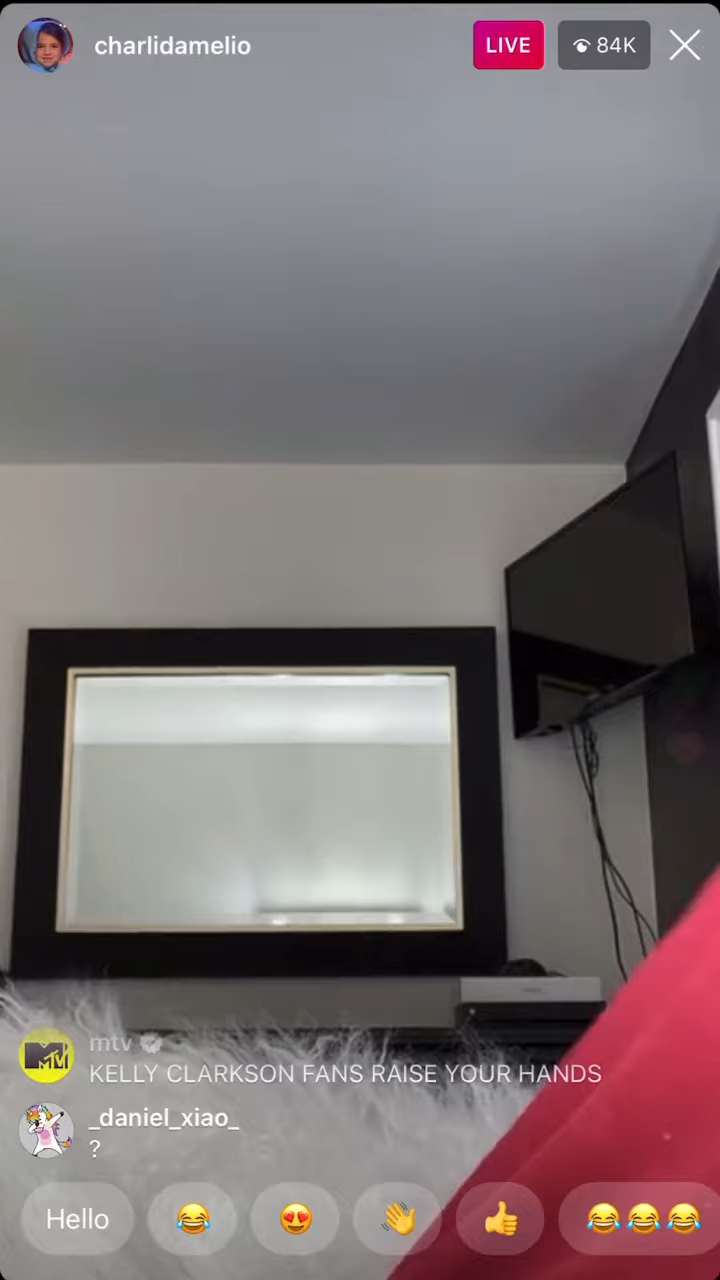 charlidamelio
LIVE
84K
mtv
KELLY CLARKSON FANS RAISE YOUR HANDS
_daniel_xiao_
?
Hello